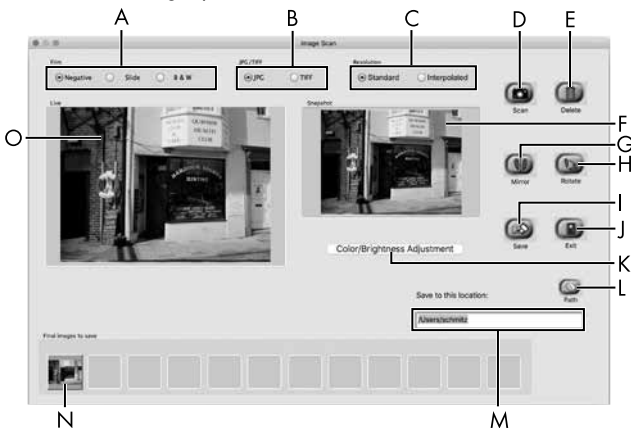 A
B
C
D
E
Image Scan
Film
JPG/TIFF
Resolution
Negative Slide B & W
JPG TIFF
Standard Interpolated
Scan
Delete
Live
Snapshot
O
F
G
H
Mirror
Rotate
I
J
Save
Exit
K
Color/Brightness Adjustment
L
Path
Save to this location:
/Users/schmitz
Final images to save
N
M